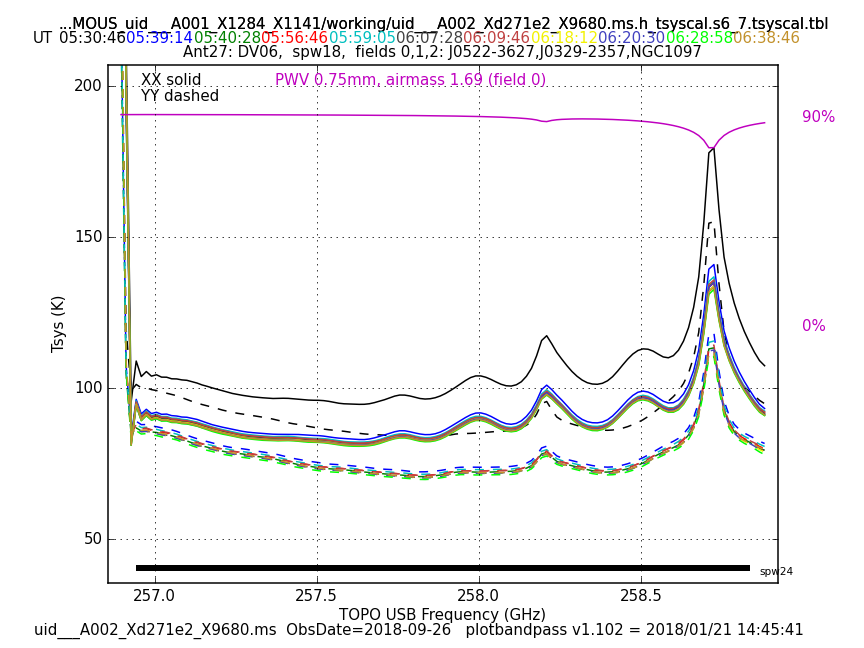 ...MOUS_uid___A001_X1284_X1141/working/uid___A002_Xd271e2_X9680.ms.h_tsyscal.s6_7.tsyscal.tbl
UT 05:30:46 05:39:14 05:40:28 05:56:46 05:59:05 06:07:28 06:09:46 06:18:12 06:20:30 06:28:58 06:38:46
Ant27: DV06, spw18, fields 0,1,2: J0522-3627,J0329-2357,NGC1097
XX solid
PWV 0.75mm, airmass 1.69 (field 0)
YY dashed
200
150
100
50
Tsys (K)
90%
0%
spw24
257.0 257.5 258.0 258.5
TOPO USB Frequency (GHz)
uid___A002_Xd271e2_X9680.ms ObsDate=2018-09-26 plotbandpass v1.102 = 2018/01/21 14:45:41